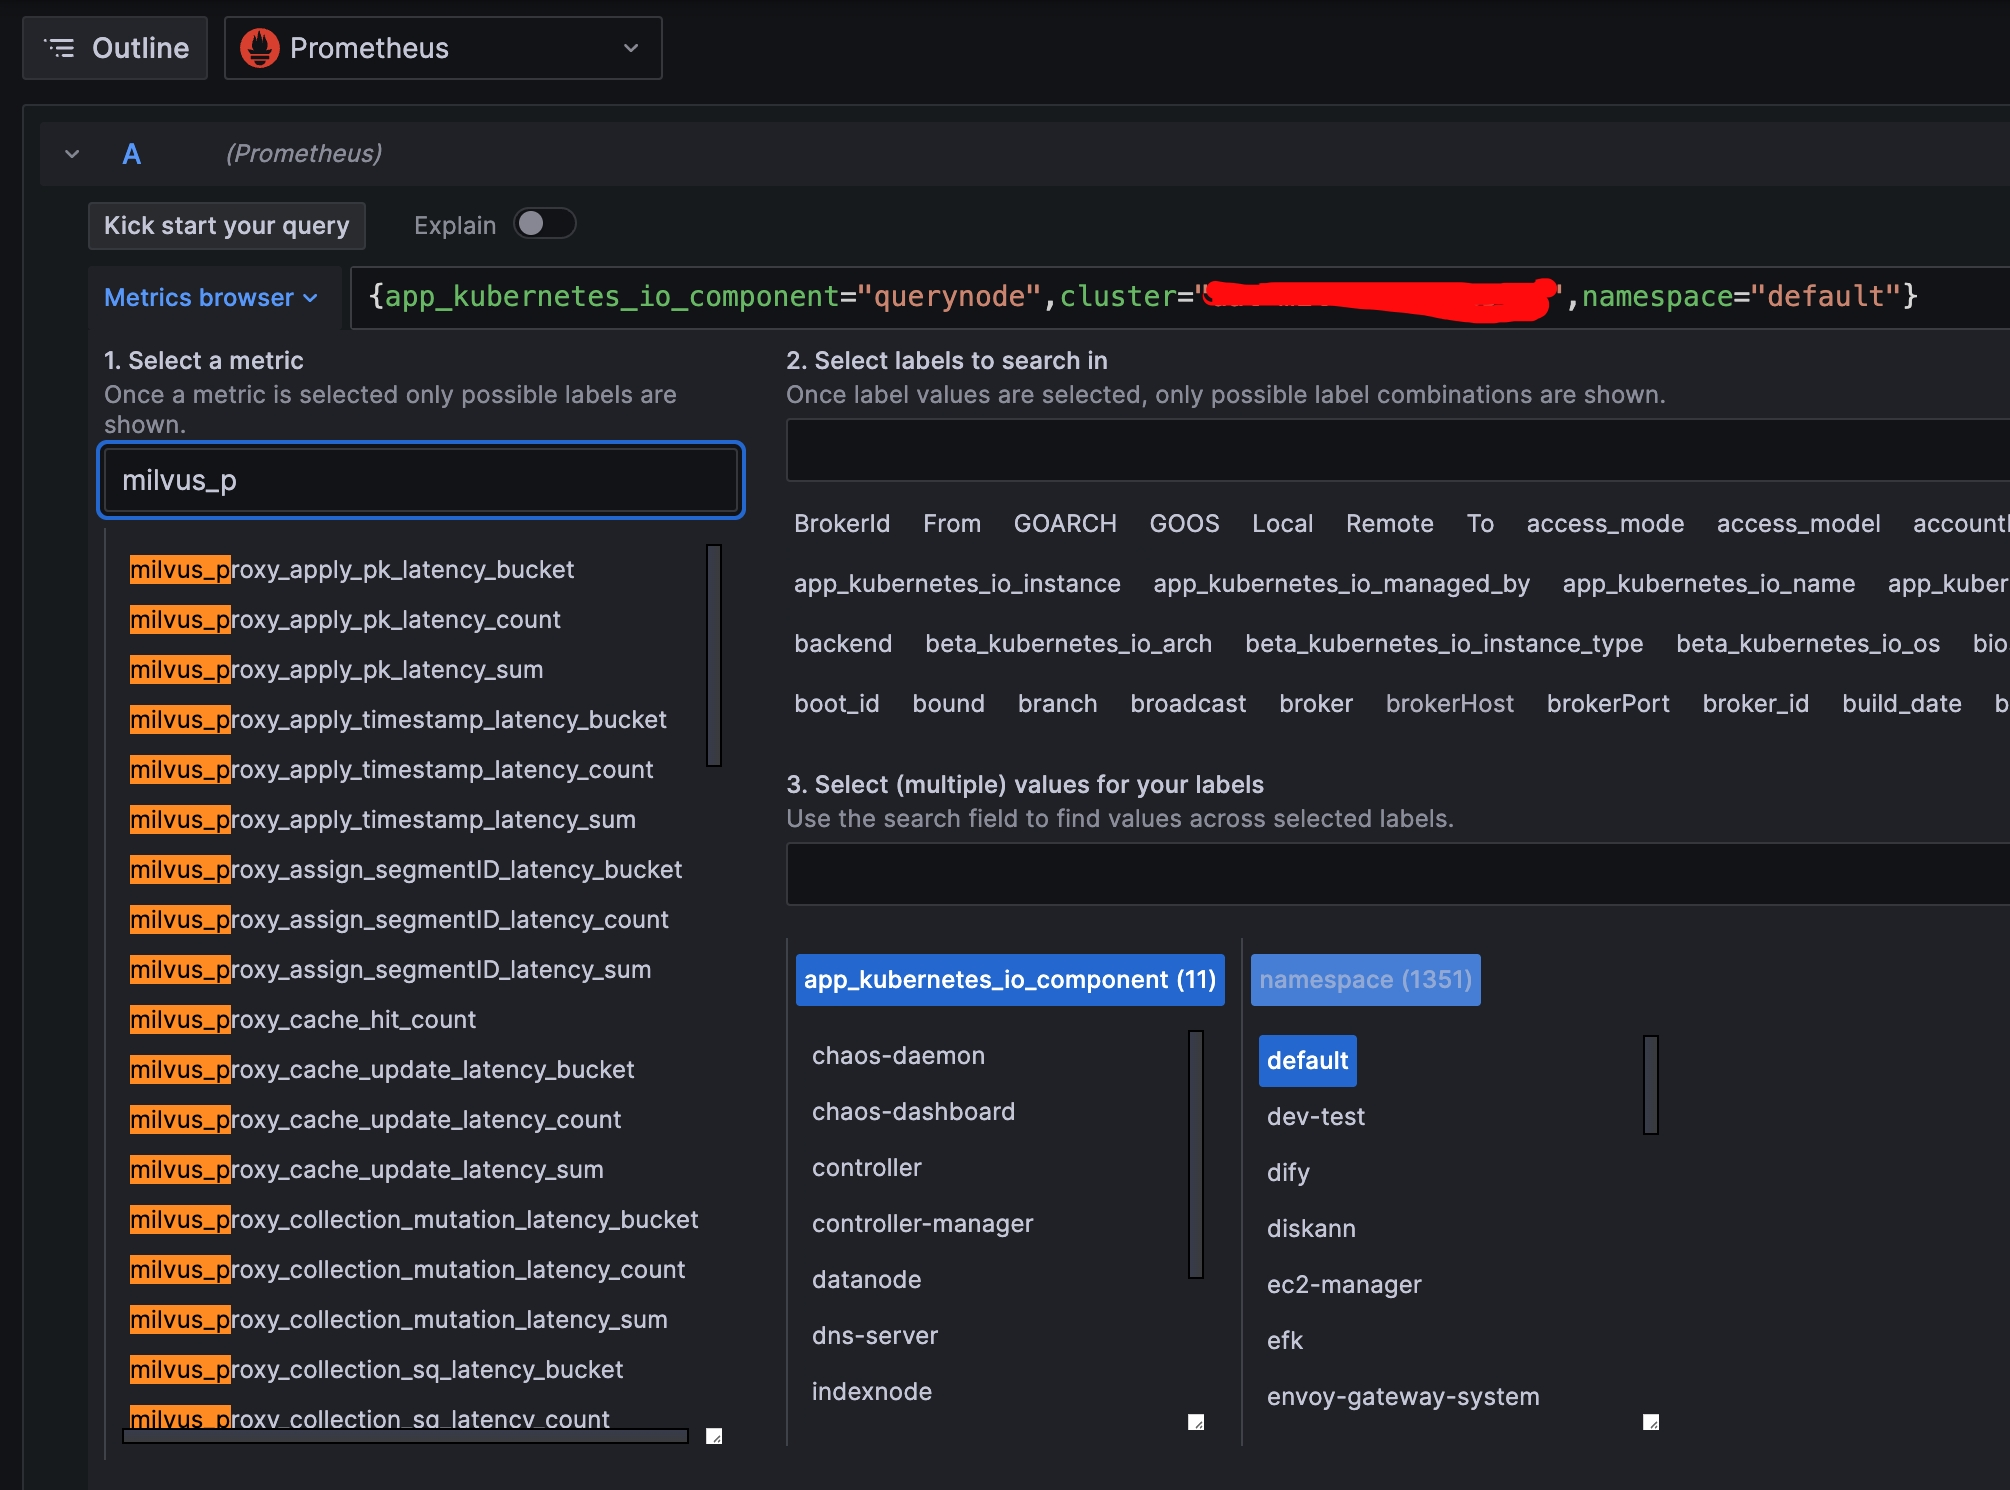 Outline Prometheus
A (Prometheus)
Kick start your query Explain
Metrics browser {app_kubernetes_io_component="querynode",cluster="",namespace="default"}
1. Select a metric
Once a metric is selected only possible labels are
shown.
milvus_p
milvus_proxy_apply_pk_latency_bucket
milvus_proxy_apply_pk_latency_count
milvus_proxy_apply_pk_latency_sum
milvus_proxy_apply_timestamp_latency_bucket
milvus_proxy_apply_timestamp_latency_count
milvus_proxy_apply_timestamp_latency_sum
milvus_proxy_assign_segmentID_latency_bucket
milvus_proxy_assign_segmentID_latency_count
milvus_proxy_assign_segmentID_latency_sum
milvus_proxy_cache_hit_count
milvus_proxy_cache_update_latency_bucket
milvus_proxy_cache_update_latency_count
milvus_proxy_cache_update_latency_sum
milvus_proxy_collection_mutation_latency_bucket
milvus_proxy_collection_mutation_latency_count
milvus_proxy_collection_mutation_latency_sum
milvus_proxy_collection_sq_latency_bucket
milvus_proxy_collection_sq_latency_count
2. Select labels to search in
Once label values are selected, only possible label combinations are shown.
BrokerId From GOARCH GOOS Local Remote To access_mode access_model
app_kubernetes_io_instance app_kubernetes_io_managed_by app_kubernetes_io_name app_kuber
backend beta_kubernetes_io_arch beta_kubernetes_io_instance_type beta_kubernetes_io_os
boot_id bound branch broadcast broker brokerHost brokerPort broker_id build_date
3. Select (multiple) values for your labels
Use the search field to find values across selected labels.
app_kubernetes_io_component (11)
chaos-daemon
chaos-dashboard
controller
controller-manager
datanode
dns-server
indexnode
namespace (1351)
default
dev-test
dify
diskann
ec2-manager
efk
envoy-gateway-system